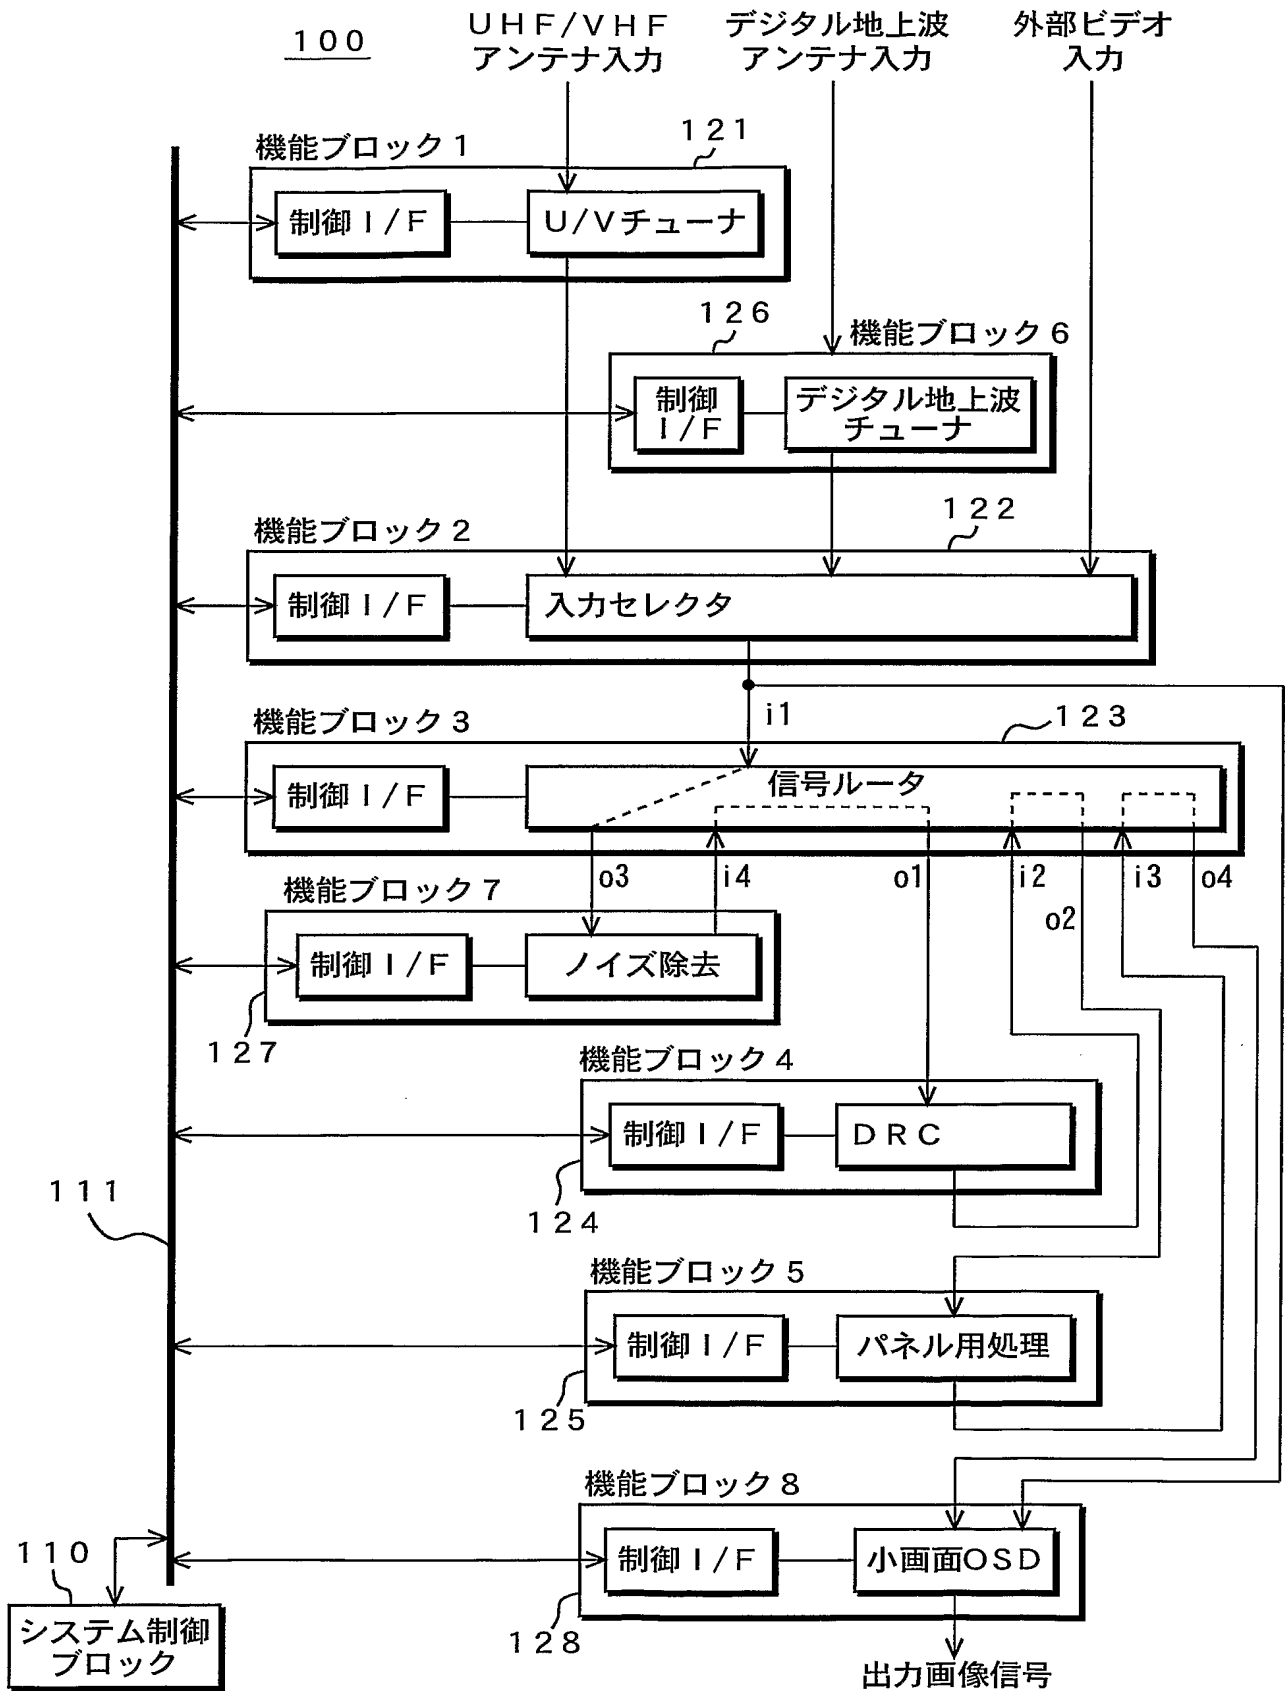 １００
ＵＨＦ/ＶＨＦ
アンテナ入力
デジタル地上波
アンテナ入力
外部ビデオ
入力
機能ブロック１
１２１
制御Ｉ/Ｆ
Ｕ/Ｖチューナ
１２６
機能ブロック６
制御
Ｉ/Ｆ
デジタル地上波
チューナ
機能ブロック２
１２２
制御Ｉ/Ｆ
入力セレクタ
機能ブロック３
i1
１２３
制御Ｉ/Ｆ
信号ルータ
機能ブロック７
o3
i4
o1
i2
o2
i3
o4
制御Ｉ/Ｆ
ノイズ除去
１２７
機能ブロック４
制御Ｉ/Ｆ
ＤＲＣ
１２４
１１１
機能ブロック５
制御Ｉ/Ｆ
パネル用処理
１２５
機能ブロック８
制御Ｉ/Ｆ
小画面ＯＳＤ
１２８
１１０
システム制御
ブロック
出力画像信号